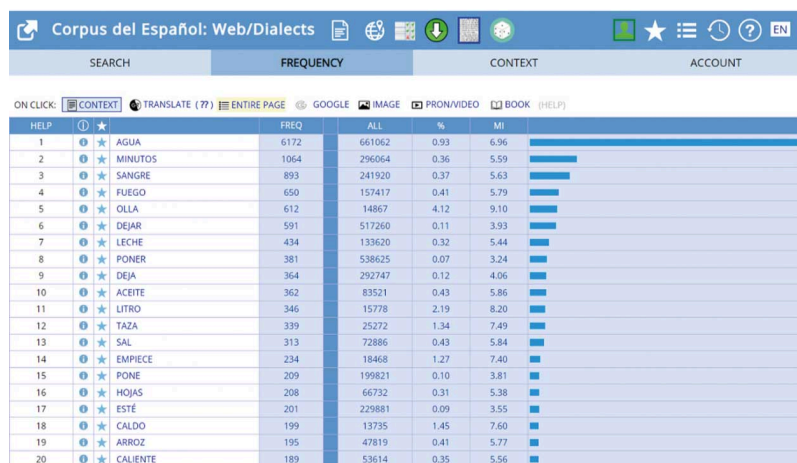 Corpus del Español: Web/Dialects EN
SEARCH FREQUENCY CONTEXT ACCOUNT
ON CLICK: CONTEXT TRANSLATE (??) ENTIRE PAGE GOOGLE IMAGE PRON/VIDEO BOOK (HELP)
HELP FREQ ALL % MI
1 AGUA 6172 661062 0.93 6.96
2 MINUTOS 1064 296064 0.36 5.59
3 SANGRE 893 241920 0.37 5.63
4 FUEGO 650 157417 0.41 5.79
5 OLLA 612 14867 4.12 9.10
6 DEJAR 591 517260 0.11 3.93
7 LECHE 434 133620 0.32 5.44
8 PONER 381 538625 0.07 3.24
9 DEJA 364 292747 0.12 4.06
10 ACEITE 362 83521 0.43 5.86
11 LITRO 346 15778 2.19 8.20
12 TAZA 339 25272 1.34 7.49
13 SAL 313 72886 0.43 5.84
14 EMPIECE 234 18468 1.27 7.40
15 PONE 209 199821 0.10 3.81
16 HOJAS 208 66732 0.31 5.38
17 ESTÉ 201 229881 0.09 3.55
18 CALDO 199 13735 1.45 7.60
19 ARROZ 195 47819 0.41 5.77
20 CALIENTE 189 53614 0.35 5.56